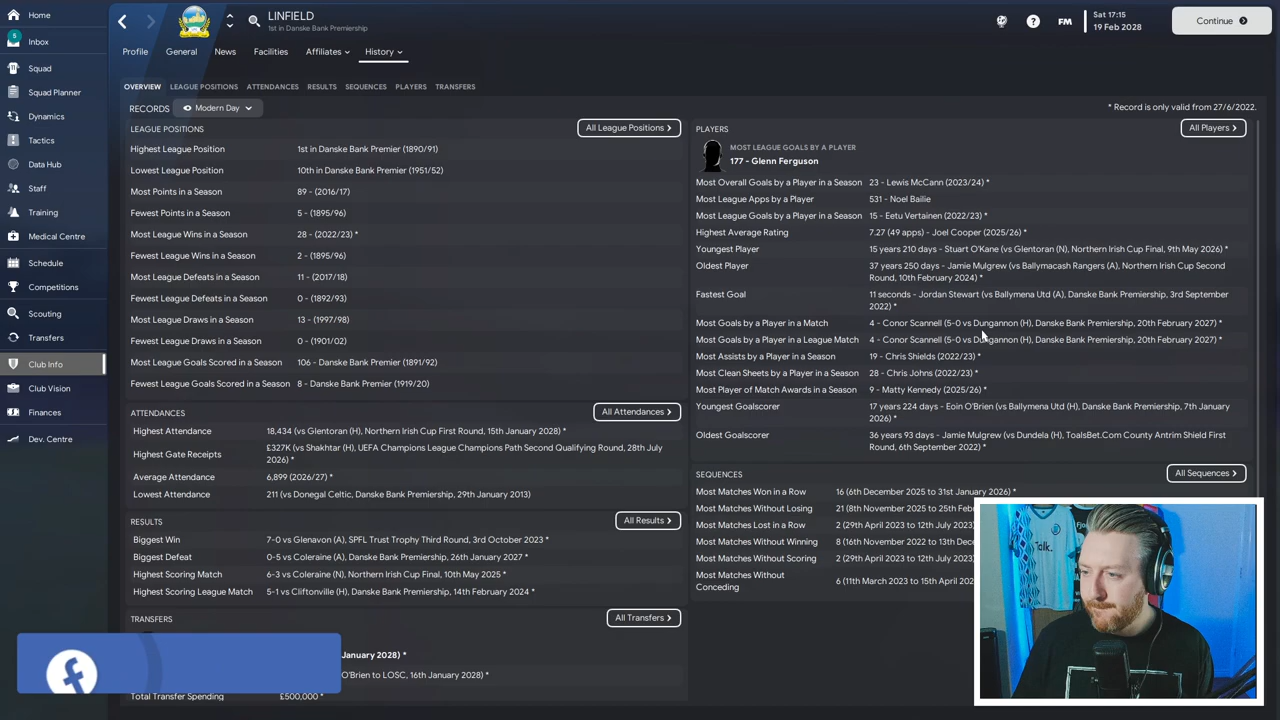 Home
5
Inbox
Squad
Squad Planner
Dynamics
Tactics
Data Hub
Staff
Training
Medical Centre
Schedule
Competitions
Scouting
Transfers
Club Info
Club Vision
Finances
Dev. Centre
LINFIELD
1st in Danske Bank Premiership
FM
Sat 17:15
19 Feb 2028
Continue
Profile General News Facilities Affiliates History
OVERVIEW LEAGUE POSITIONS ATTENDANCES RESULTS SEQUENCES PLAYERS TRANSFERS
RECORDS Modern Day
* Record is only valid from 27/6/2022.
LEAGUE POSITIONS
All League Positions >
Highest League Position 1st in Danske Bank Premier (1890/91)
Lowest League Position 10th in Danske Bank Premier (1951/52)
Most Points in a Season 89 - (2016/17)
Fewest Points in a Season 5 - (1895/96)
Most League Wins in a Season 28 - (2022/23) *
Fewest League Wins in a Season 2 - (1895/96)
Most League Defeats in a Season 11 - (2017/18)
Fewest League Defeats in a Season 0 - (1892/93)
Most League Draws in a Season 13 - (1997/98)
Fewest League Draws in a Season 0 - (1901/02)
Most League Goals Scored in a Season 106 - Danske Bank Premier (1891/92)
Fewest League Goals Scored in a Season 8 - Danske Bank Premier (1919/20)
ATTENDANCES
All Attendances >
Highest Attendance 18,434 (vs Glentoran (H), Northern Irish Cup First Round, 15th January 2028) *
Highest Gate Receipts £327K (vs Shakhtar (H), UEFA Champions League Champions Path Second Qualifying Round, 28th July
2026) *
Average Attendance 6,899 (2026/27) *
Lowest Attendance 211 (vs Donegal Celtic, Danske Bank Premiership, 29th January 2013)
RESULTS
All Results >
Biggest Win 7-0 vs Glenavon (A), SPFL Trust Trophy Third Round, 3rd October 2023 *
Biggest Defeat 0-5 vs Coleraine (A), Danske Bank Premiership, 26th January 2027 *
Highest Scoring Match 6-3 vs Coleraine (N), Northern Irish Cup Final, 10th May 2025 *
Highest Scoring League Match 5-1 vs Cliftonville (H), Danske Bank Premiership, 14th February 2024 *
TRANSFERS
All Transfers >
January 2028) *
O'Brien to LOSC, 16th January 2028) *
Total Transfer Spending £500,000 *
PLAYERS
All Players >
MOST LEAGUE GOALS BY A PLAYER
177 - Glenn Ferguson
Most Overall Goals by a Player in a Season 23 - Lewis McCann (2023/24) *
Most League Apps by a Player 531 - Noel Bailie
Most League Goals by a Player in a Season 15 - Eetu Vertainen (2022/23) *
Highest Average Rating 7.27 (49 apps) - Joel Cooper (2025/26) *
Youngest Player 15 years 210 days - Stuart O'Kane (vs Glentoran (N), Northern Irish Cup Final, 9th May 2026) *
Oldest Player 37 years 250 days - Jamie Mulgrew (vs Ballymacash Rangers (A), Northern Irish Cup Second
Round, 10th February 2024) *
Fastest Goal 11 seconds - Jordan Stewart (vs Ballymena Utd (A), Danske Bank Premiership, 3rd September
2022) *
Most Goals by a Player in a Match 4 - Conor Scannell (5-0 vs Dungannon (H), Danske Bank Premiership, 20th February 2027) *
Most Goals by a Player in a League Match 4 - Conor Scannell (5-0 vs Dungannon (H), Danske Bank Premiership, 20th February 2027) *
Most Assists by a Player in a Season 19 - Chris Shields (2022/23) *
Most Clean Sheets by a Player in a Season 28 - Chris Johns (2022/23) *
Most Player of Match Awards in a Season 9 - Matty Kennedy (2025/26) *
Youngest Goalscorer 17 years 224 days - Eoin O'Brien (vs Ballymena Utd (H), Danske Bank Premiership, 7th January
2026) *
Oldest Goalscorer 36 years 93 days - Jamie Mulgrew (vs Dundela (H), ToalsBet.Com County Antrim Shield First
Round, 6th September 2022) *
SEQUENCES
All Sequences >
Most Matches Won in a Row 16 (6th December 2025 to 31st January 2026) *
Most Matches Without Losing 21 (8th November 2025 to 25th Feb
Most Matches Lost in a Row 2 (29th April 2023 to 12th July 2023)
Most Matches Without Winning 8 (16th November 2022 to 13th Dec
Most Matches Without Scoring 2 (29th April 2023 to 12th July 2023)
Most Matches Without
Conceding 6 (11th March 2023 to 15th April 202
Talk.